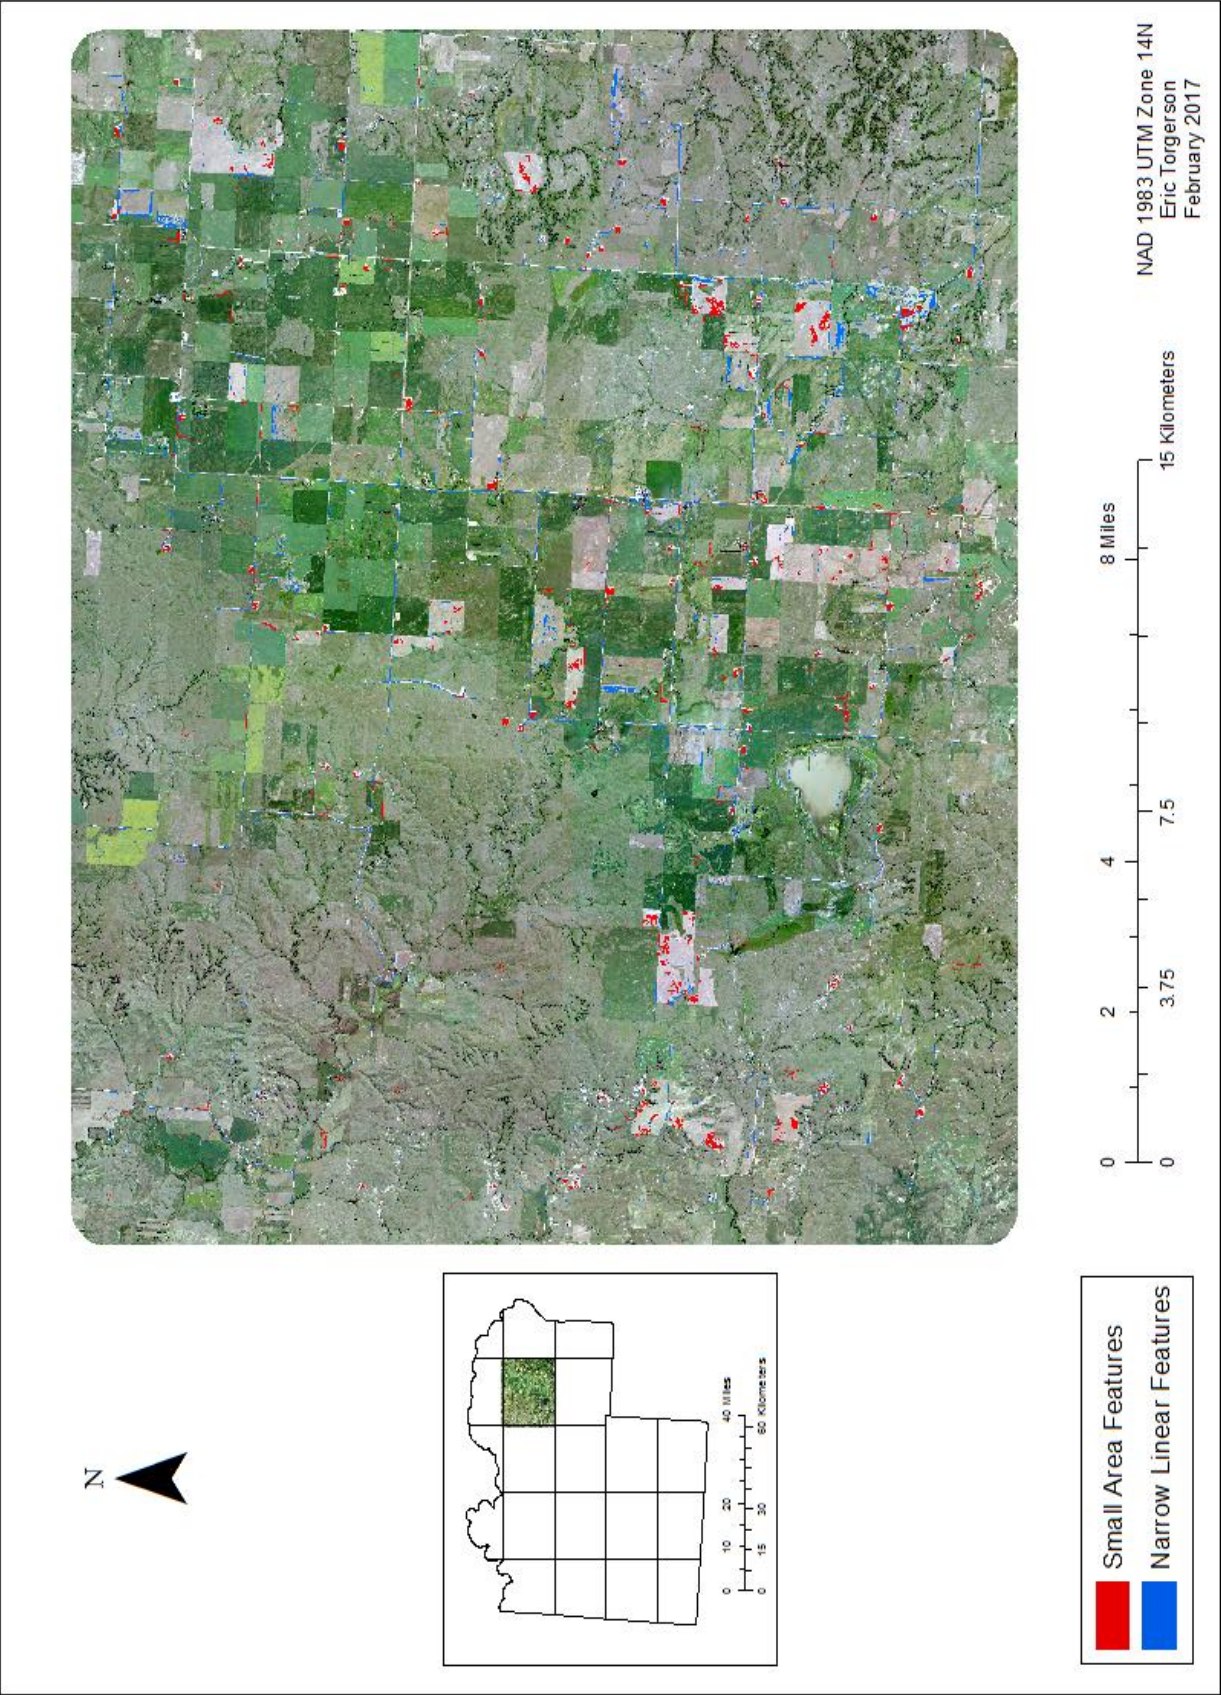 N
40 Miles
20
10
0
60 Kilometers
30
15
0
Small Area Features
Narrow Linear Features
0 2 4 8 Miles
0 3.75 7.5 15 Kilometers
NAD 1983 UTM Zone 14N
Eric Torgerson
February 2017